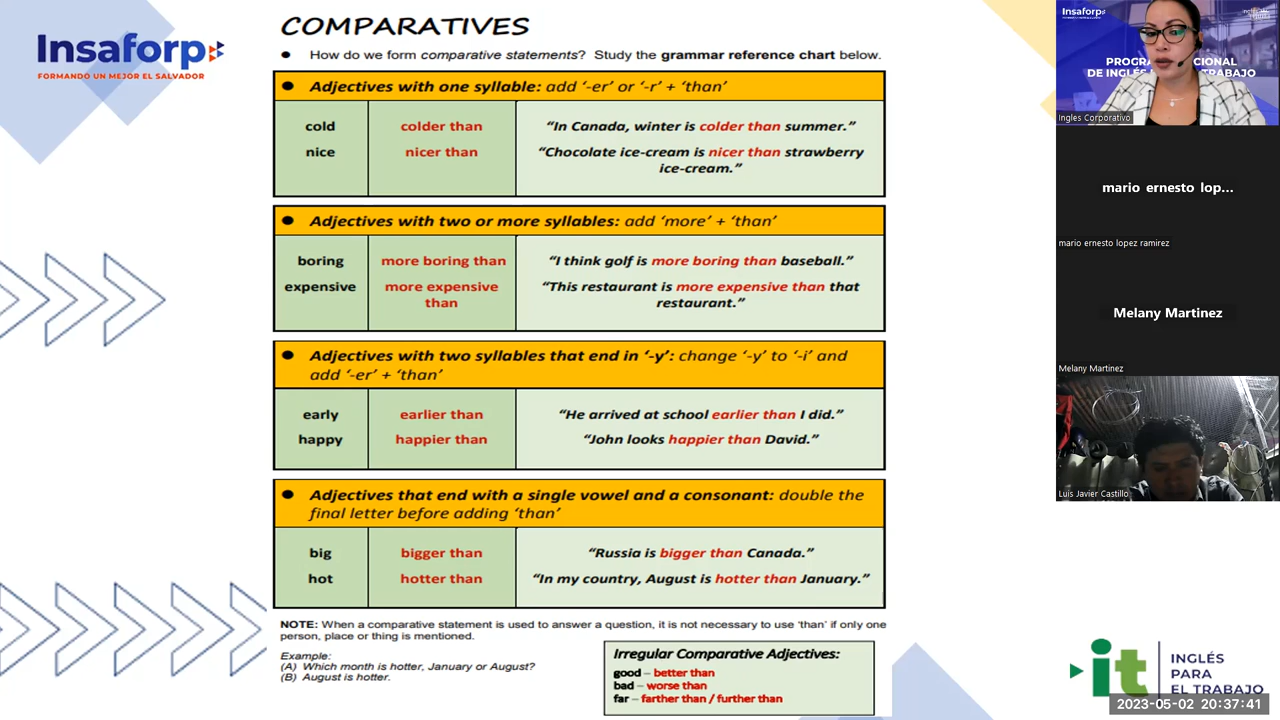 Insaforp
FORMANDO UN MEJOR EL SALVADOR
COMPARATIVES
● How do we form comparative statements? Study the grammar reference chart below.
● Adjectives with one syllable: add '-er' or '-r' + 'than'
cold colder than "In Canada, winter is colder than summer."
nice nicer than "Chocolate ice-cream is nicer than strawberry
ice-cream."
● Adjectives with two or more syllables: add 'more' + 'than'
boring more boring than "I think golf is more boring than baseball."
expensive more expensive than "This restaurant is more expensive than that
restaurant."
● Adjectives with two syllables that end in '-y': change '-y' to '-i' and
add '-er' + 'than'
early earlier than "He arrived at school earlier than I did."
happy happier than "John looks happier than David."
● Adjectives that end with a single vowel and a consonant: double the
final letter before adding 'than'
big bigger than "Russia is bigger than Canada."
hot hotter than "In my country, August is hotter than January."
NOTE: When a comparative statement is used to answer a question, it is not necessary to use 'than' if only one
person, place or thing is mentioned.
Example:
(A) Which month is hotter, January or August?
(B) August is hotter.
Irregular Comparative Adjectives:
good – better than
bad – worse than
far – farther than / further than
Insaforp
PROGRA CIONAL
DE INGLÉS TRABAJO
Ingles Corporativo
mario ernesto lop...
mario ernesto lopez ramirez
Melany Martinez
Melany Martinez
Luis Javier Castillo
it
INGLÉS
PARA
EL TRABAJO
2023-05-02 20:37:41